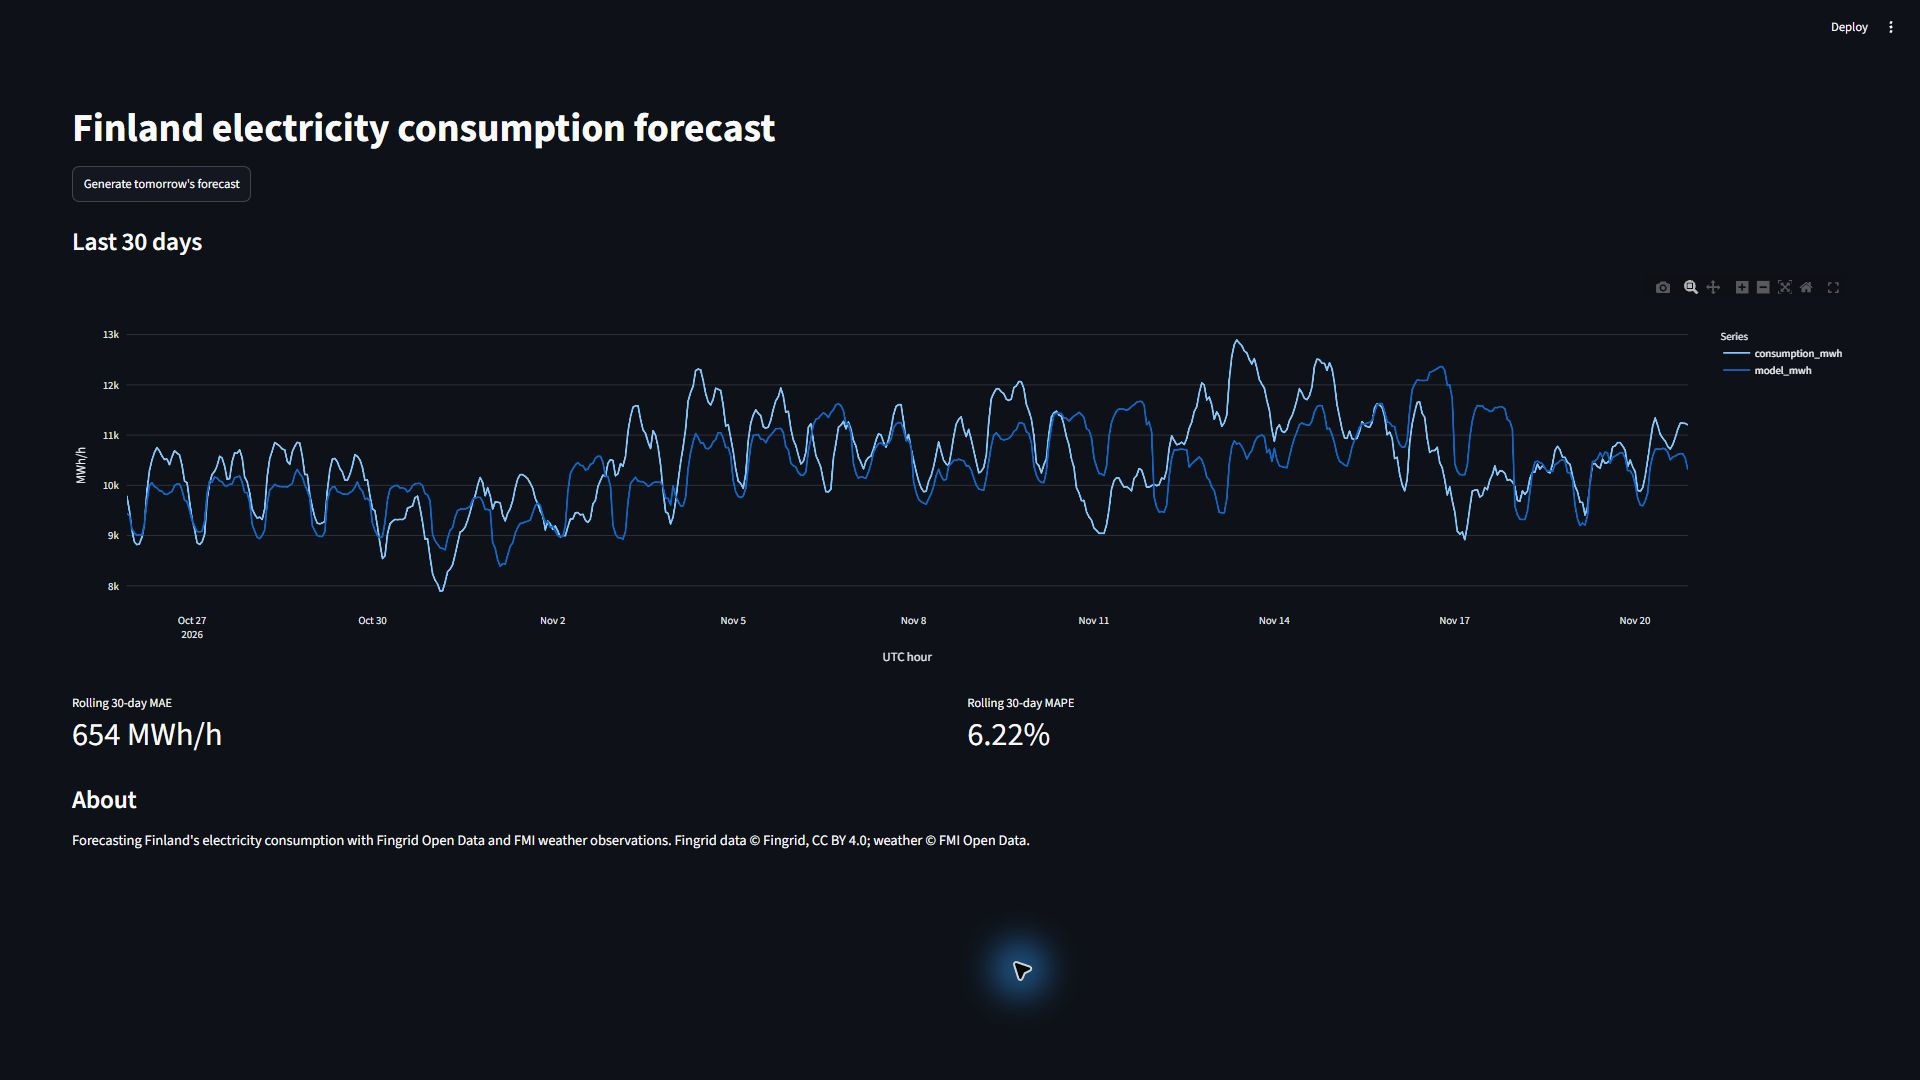 Deploy
Finland electricity consumption forecast
Generate tomorrow's forecast
Last 30 days
Series
consumption_mwh
model_mwh
13k
12k
11k
10k
9k
8k
MWh/h
Oct 27
2026
Oct 30
Nov 2
Nov 5
Nov 8
Nov 11
Nov 14
Nov 17
Nov 20
UTC hour
Rolling 30-day MAE
654 MWh/h
Rolling 30-day MAPE
6.22%
About
Forecasting Finland's electricity consumption with Fingrid Open Data and FMI weather observations. Fingrid data © Fingrid, CC BY 4.0; weather © FMI Open Data.